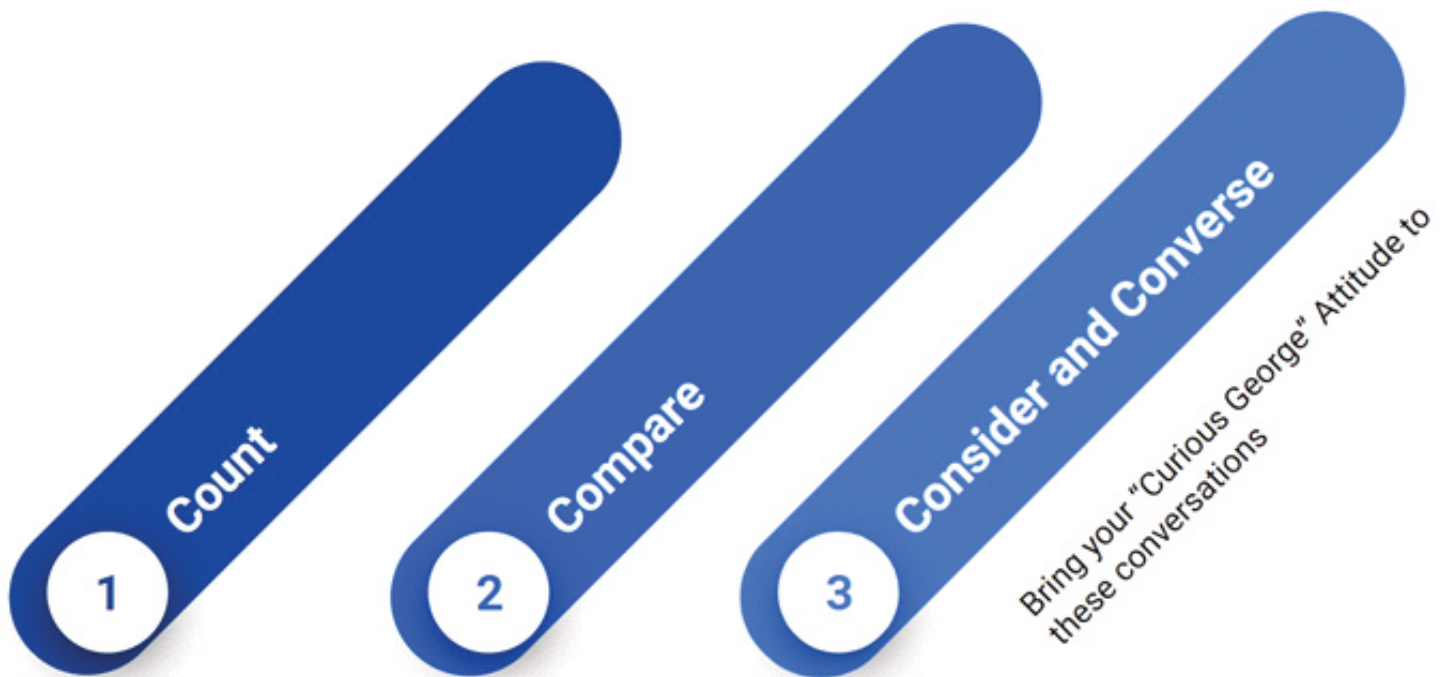 1
Count
2
Compare
3
Consider and Converse
Bring your “Curious George” Attitude to
these conversations